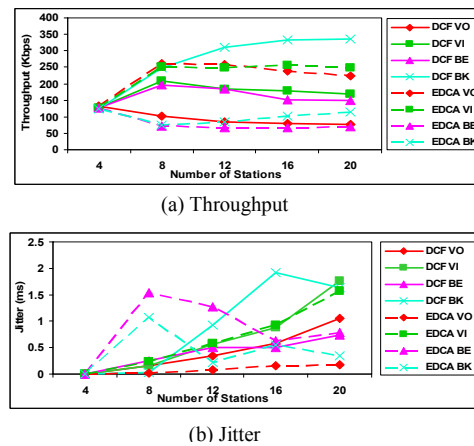 Throughput (Kbps)
400
350
300
250
200
150
100
50
0
4 8 12 16 20
Number of Stations
DCF VO
DCF VI
DCF BE
DCF BK
EDCA VO
EDCA VI
EDCA BE
EDCA BK
(a) Throughput
Jitter (ms)
2.5
2
1.5
1
0.5
0
4 8 12 16 20
Number of Stations
DCF VO
DCF VI
DCF BE
DCF BK
EDCA VO
EDCA VI
EDCA BE
EDCA BK
(b) Jitter